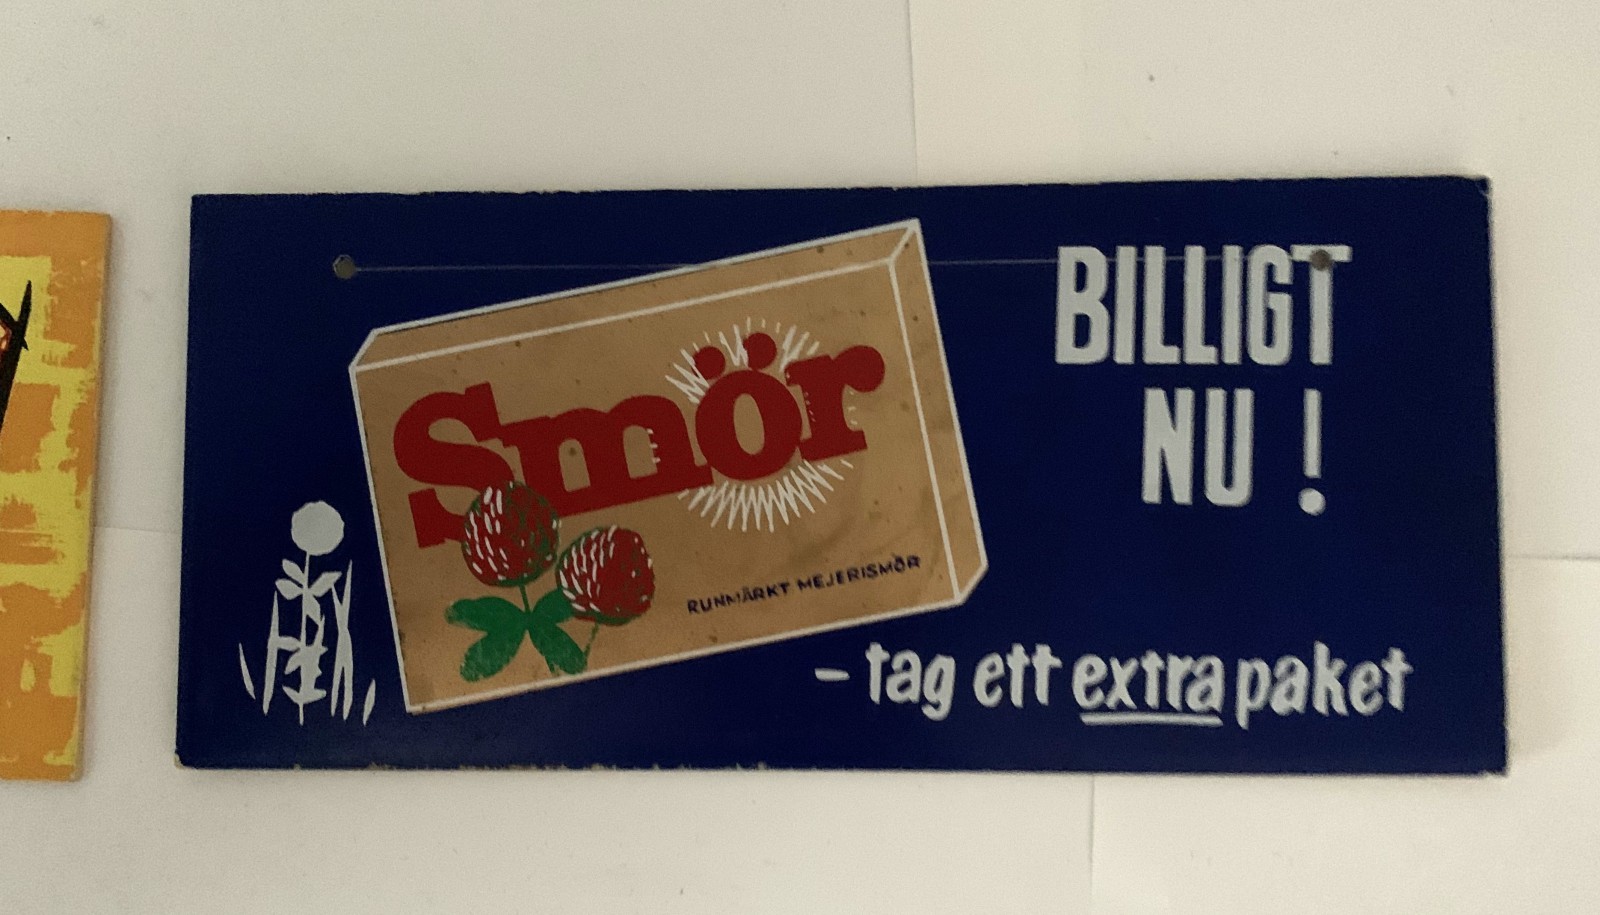 Smör
RUNMÄRKT MEJERISMÖR
BILLIGT
NU !
– tag ett extra paket